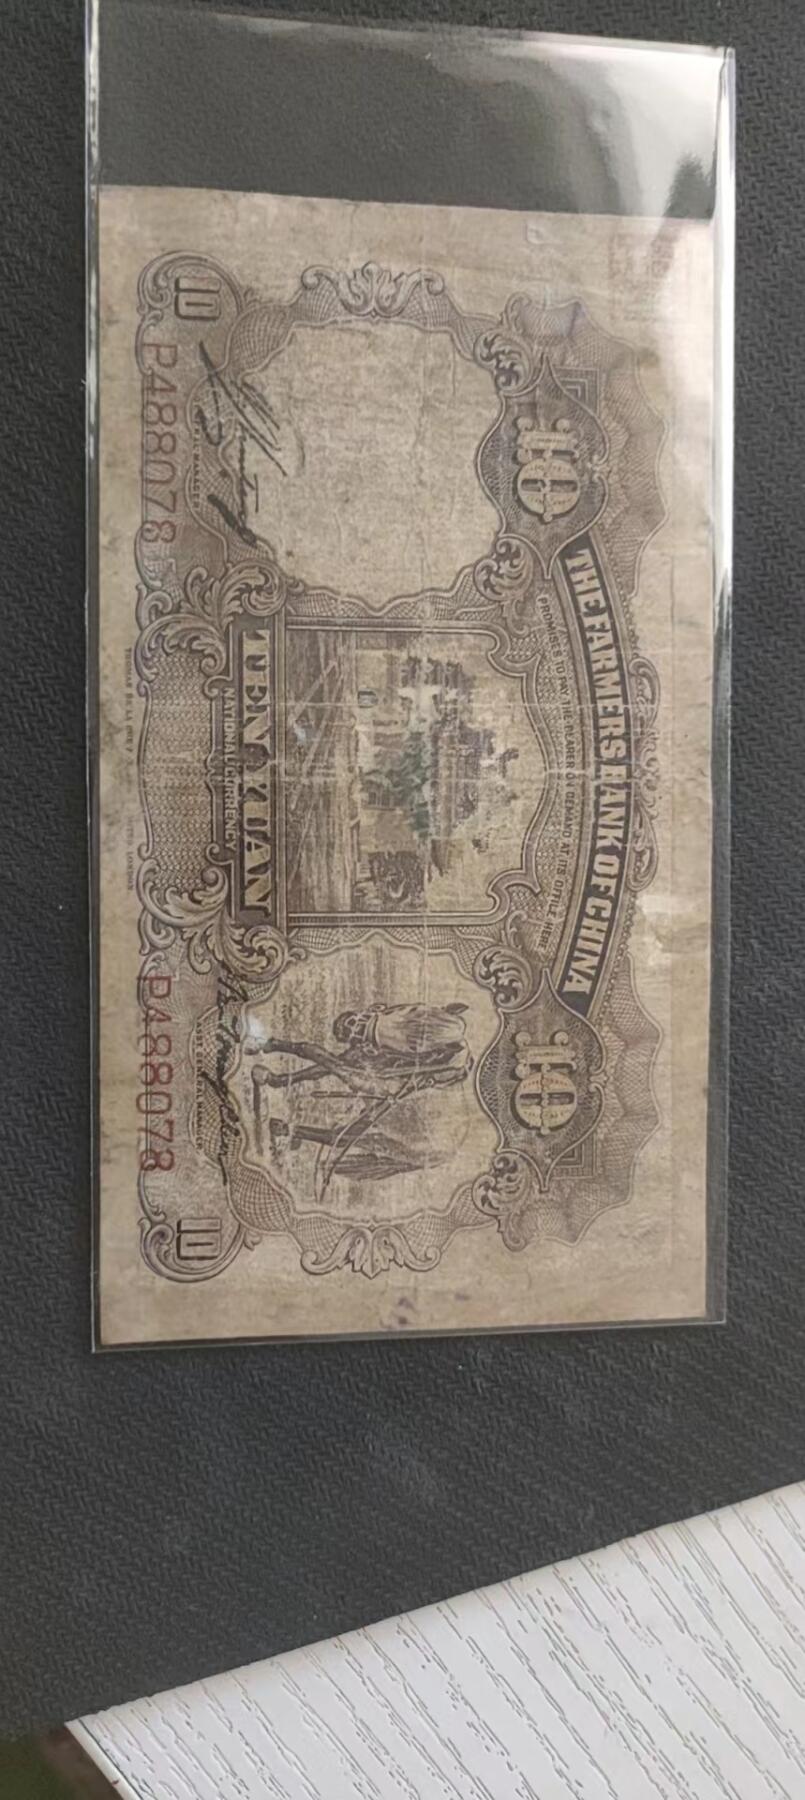 THE FARMERS BANK OF CHINA
PROMISES TO PAY THE BEARER ON DEMAND AT ITS OFFICE HERE
10
10
TEN YUAN
NATIONAL CURRENCY
P488078
P488078
10
10